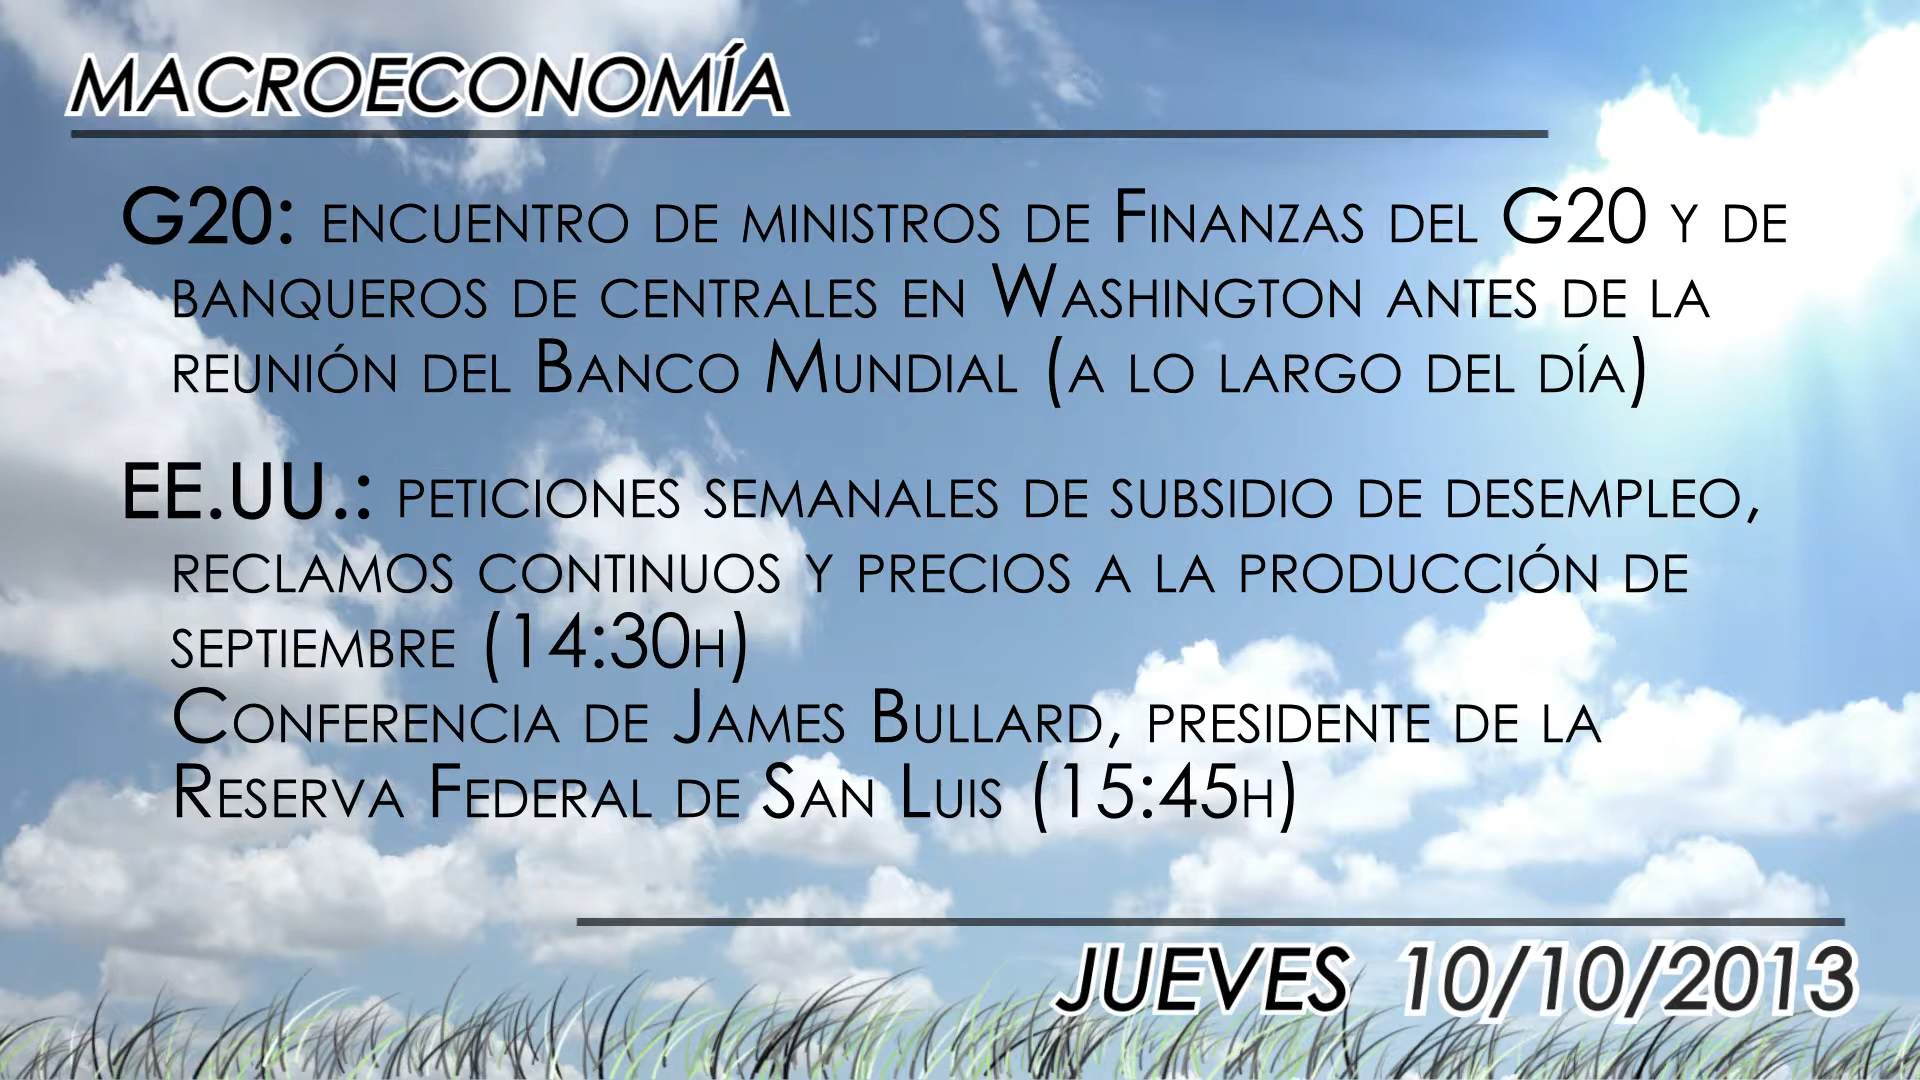 MACROECONOMÍA
G20: ENCUENTRO DE MINISTROS DE FINANZAS DEL G20 Y DE
BANQUEROS DE CENTRALES EN WASHINGTON ANTES DE LA
REUNIÓN DEL BANCO MUNDIAL (A LO LARGO DEL DÍA)
EE.UU.: PETICIONES SEMANALES DE SUBSIDIO DE DESEMPLEO,
RECLAMOS CONTINUOS Y PRECIOS A LA PRODUCCIÓN DE
SEPTIEMBRE (14:30H)
CONFERENCIA DE JAMES BULLARD, PRESIDENTE DE LA
RESERVA FEDERAL DE SAN LUIS (15:45H)
JUEVES 10/10/2013